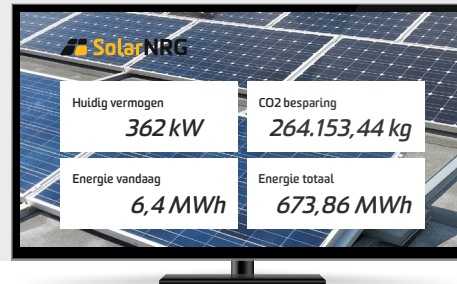 SolarNRG
Huidig vermogen
362 kW
CO2 besparing
264.153,44 kg
Energie vandaag
6,4 MWh
Energie totaal
673,86 MWh